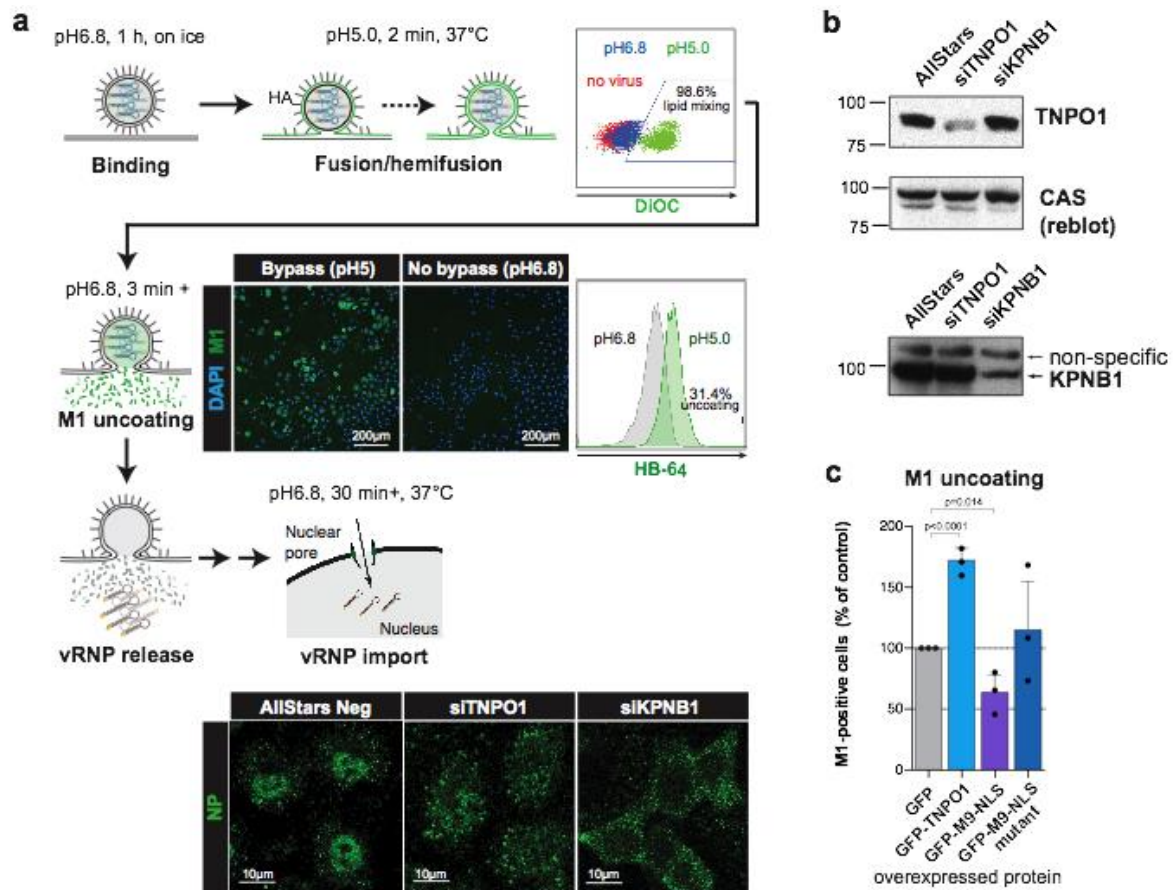 a
pH6.8, 1 h, on ice
pH5.0, 2 min, 37°C
HA
Binding
Fusion/hemifusion
pH6.8 pH5.0
no virus
98.6%
lipid mixing
DiOC
pH6.8, 3 min +
M1 uncoating
Bypass (pH5)
No bypass (pH6.8)
DAPI M1
200µm
200µm
pH6.8
pH5.0
31.4%
uncoating
HB-64
vRNP release
pH6.8, 30 min+, 37°C
Nuclear
pore
Nucleus
vRNP import
AllStars Neg
siTNPO1
siKPNB1
NP
10µm
10µm
10µm
b
AllStars
siTNPO1
siKPNB1
100
75
TNPO1
100
75
CAS
(reblot)
AllStars
siTNPO1
siKPNB1
100
non-specific
KPNB1
c
M1 uncoating
p=0.014
p<0.0001
M1-positive cells (% of control)
200
150
100
50
0
GFP
GFP-TNPO1
GFP-M9-NLS
GFP-M9-NLS
mutant
overexpressed protein